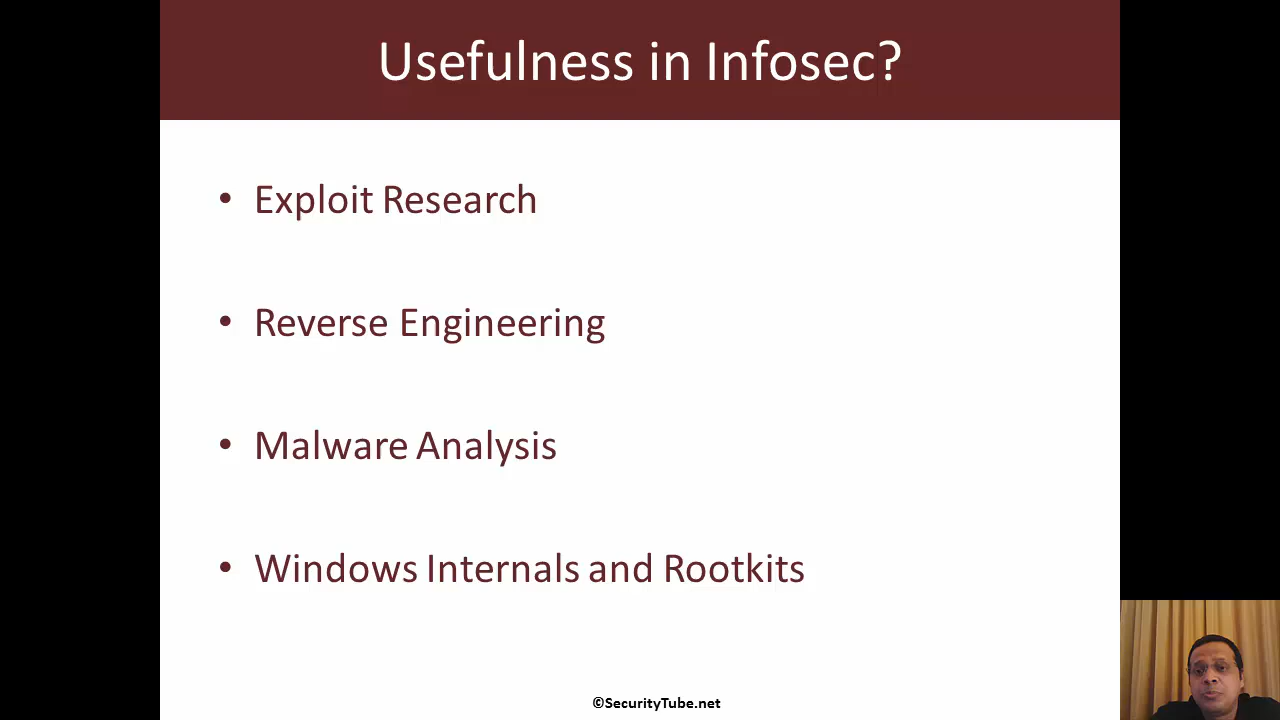 Usefulness in Infosec?
• Exploit Research
• Reverse Engineering
• Malware Analysis
• Windows Internals and Rootkits
©SecurityTube.net